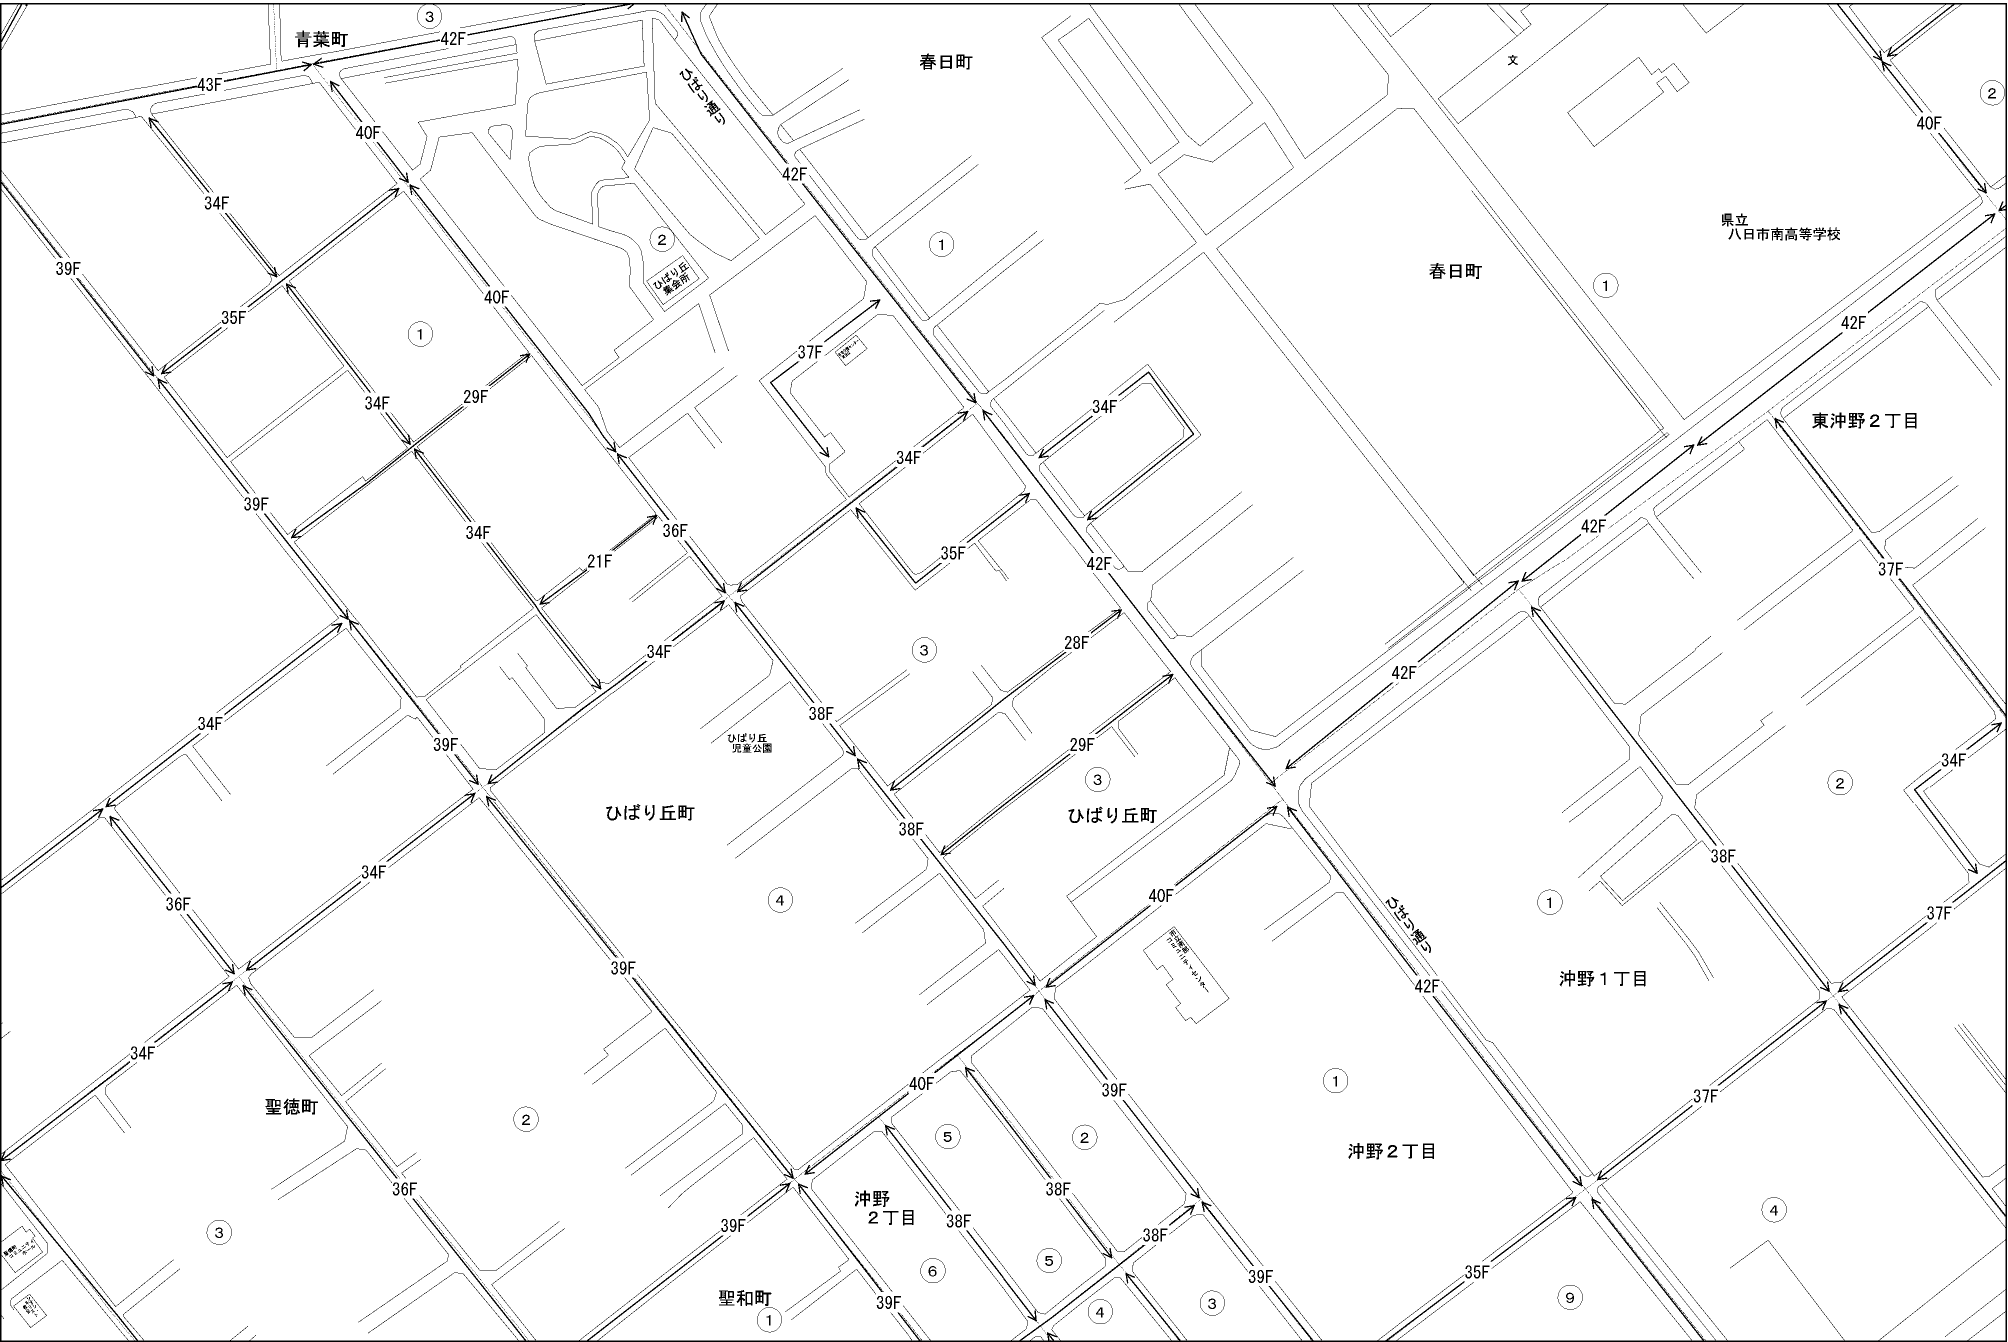 ③
青葉町
42F
春日町
文
43F
ひばり通り
②
40F
40F
42F
34F
県立
八日市南高等学校
②
①
39F
春日町
ひばり丘
集会所
①
40F
35F
42F
①
37F
29F
34F
34F
東沖野２丁目
34F
39F
36F
42F
34F
35F
21F
42F
37F
28F
③
34F
42F
38F
34F
39F
ひばり丘
児童公園
29F
34F
③
②
ひばり丘町
ひばり丘町
38F
38F
34F
40F
④
①
36F
ひばり通り
37F
39F
42F
沖野１丁目
34F
40F
39F
①
37F
聖徳町
②
⑤
②
沖野２丁目
36F
38F
沖野
２丁目
④
38F
39F
③
38F
⑤
35F
⑥
39F
聖和町
39F
③
⑨
④
①